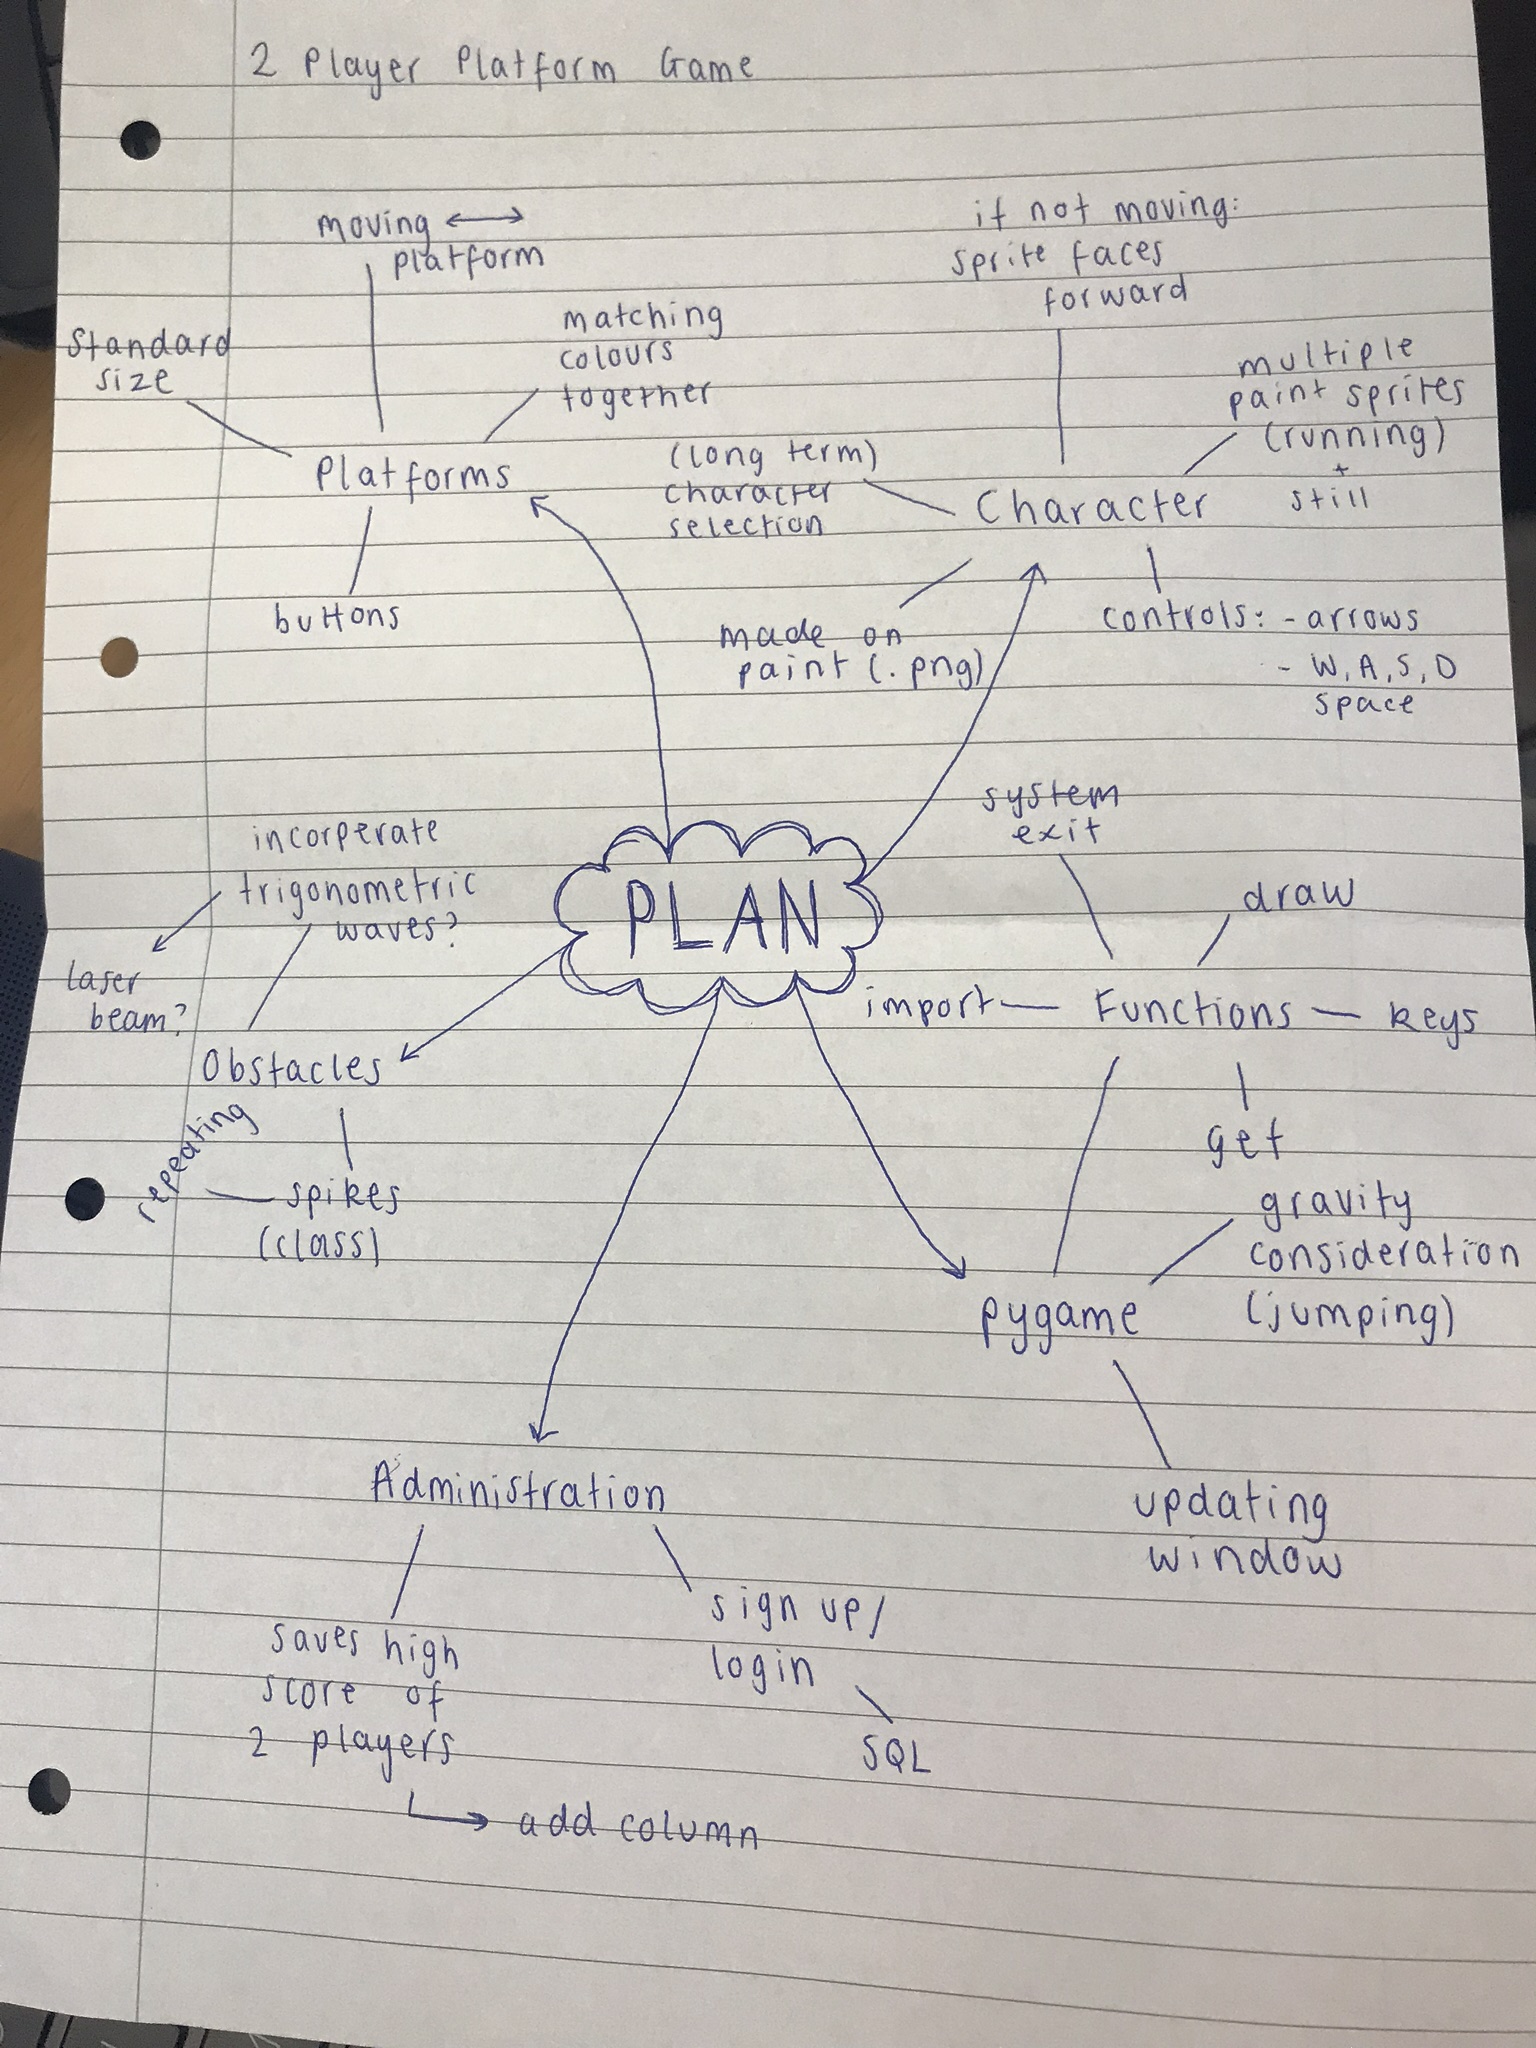 2 Player Platform Game
moving ↔
platform
Standard
size
matching
colours
together
Platforms
buttons
if not moving:
sprite faces
forward
multiple
paint sprites
(running)
+
still
(long term)
character
selection
Character
made on
paint (.png)
controls: - arrows
- W, A, S, D
space
PLAN
incorperate
trigonometric
waves?
laser
beam?
Obstacles
repeating
spikes
(class)
system
exit
draw
import
Functions
keys
get
gravity
consideration
(jumping)
pygame
updating
window
Administration
saves high
score of
2 players
add column
sign up/
login
SQL